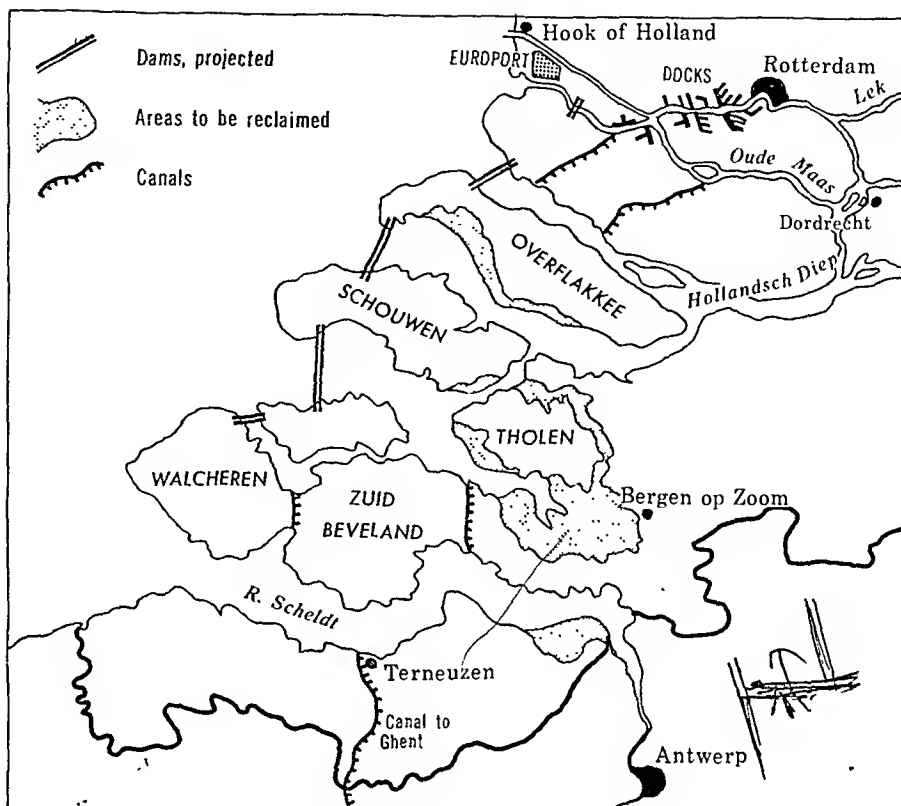 Hook of Holland
Dams, projected
EUROPORT
DOCKS
Rotterdam
Lek
Areas to be reclaimed
Oude Maas
Canals
Dordrecht
OVERFLAKKEE
Hollandsch Diep
SCHOUWEN
THOLEN
WALCHEREN
ZUID
BEVELAND
Bergen op Zoom
R. Scheldt
Terneuzen
Canal to
Ghent
Antwerp